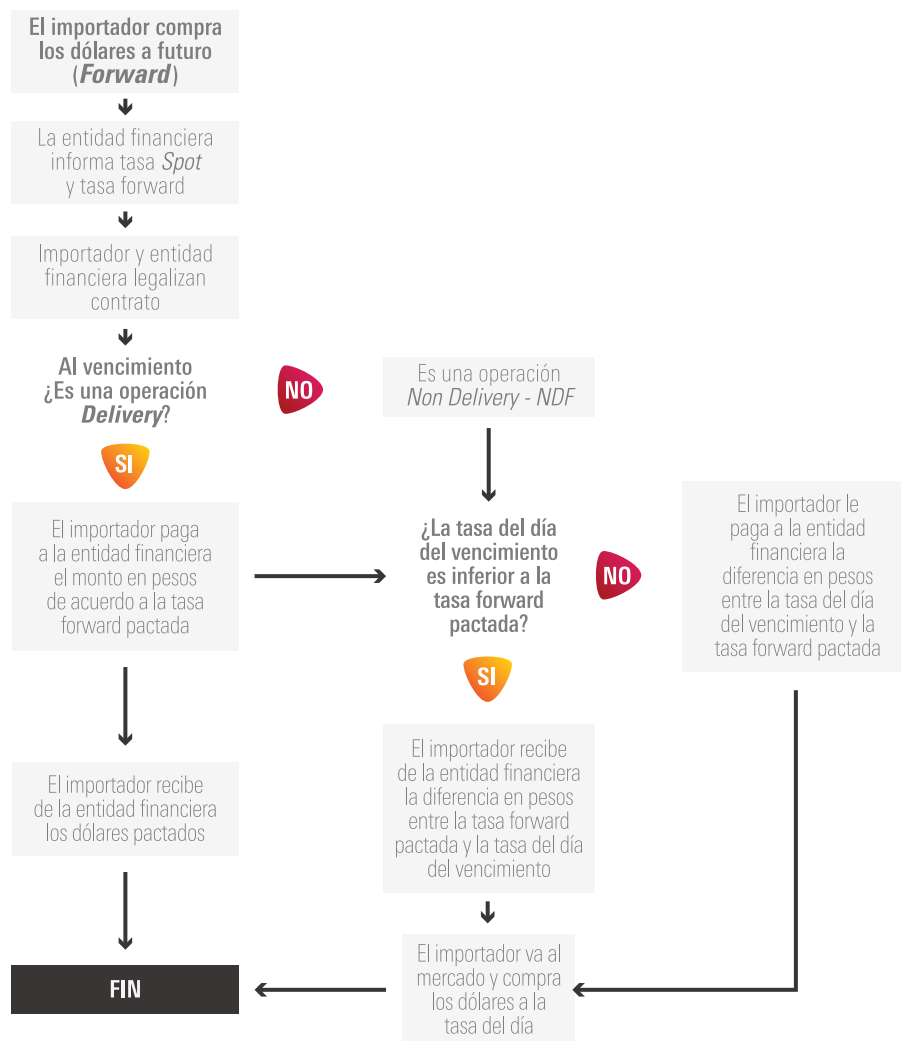 El importador compra
los dólares a futuro
(Forward)
La entidad financiera
informa tasa Spot
y tasa forward
Importador y entidad
financiera legalizan
contrato
Al vencimiento
¿Es una operación
Delivery?
NO
Es una operación
Non Delivery - NDF
SI
El importador paga
a la entidad financiera
el monto en pesos
de acuerdo a la tasa
forward pactada
¿La tasa del día
del vencimiento
es inferior a la
tasa forward
pactada?
NO
El importador le
paga a la entidad
financiera la
diferencia en pesos
entre la tasa del día
del vencimiento y la
tasa forward pactada
SI
El importador recibe
de la entidad financiera
los dólares pactados
El importador recibe
de la entidad financiera
la diferencia en pesos
entre la tasa forward
pactada y la tasa del día
del vencimiento
FIN
El importador va al
mercado y compra
los dólares a la
tasa del día